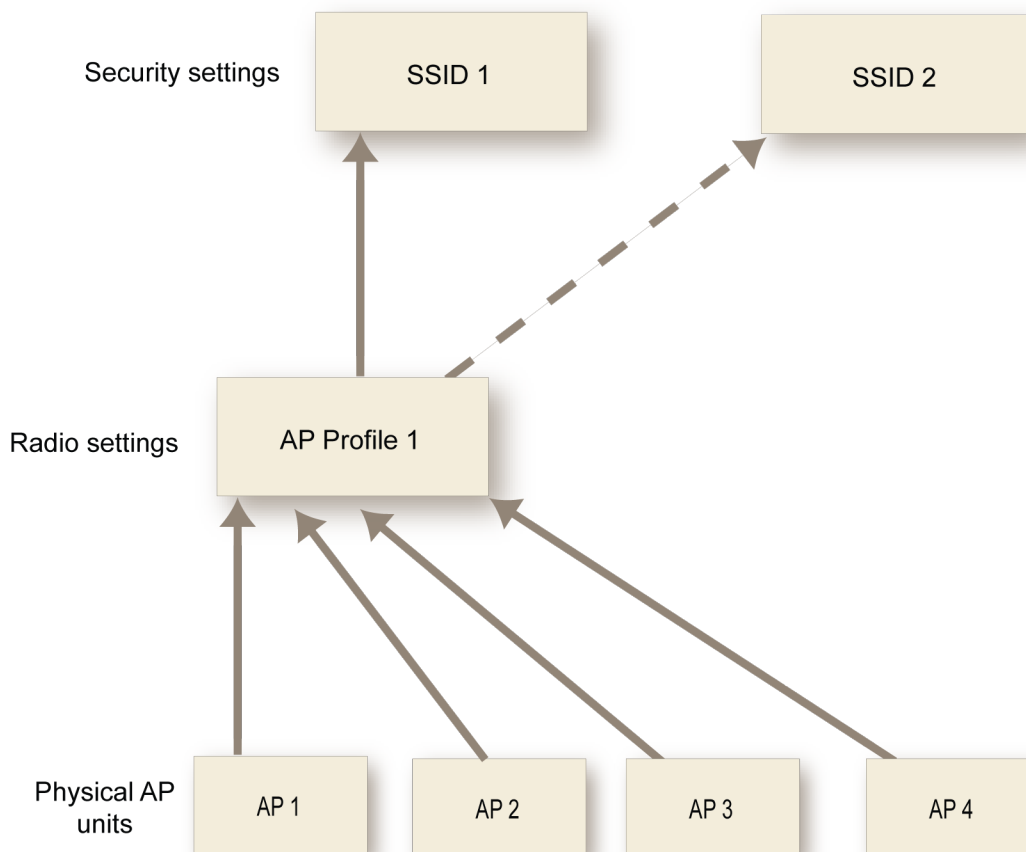 Security settings
SSID 1
SSID 2
Radio settings
AP Profile 1
Physical AP
units
AP 1
AP 2
AP 3
AP 4